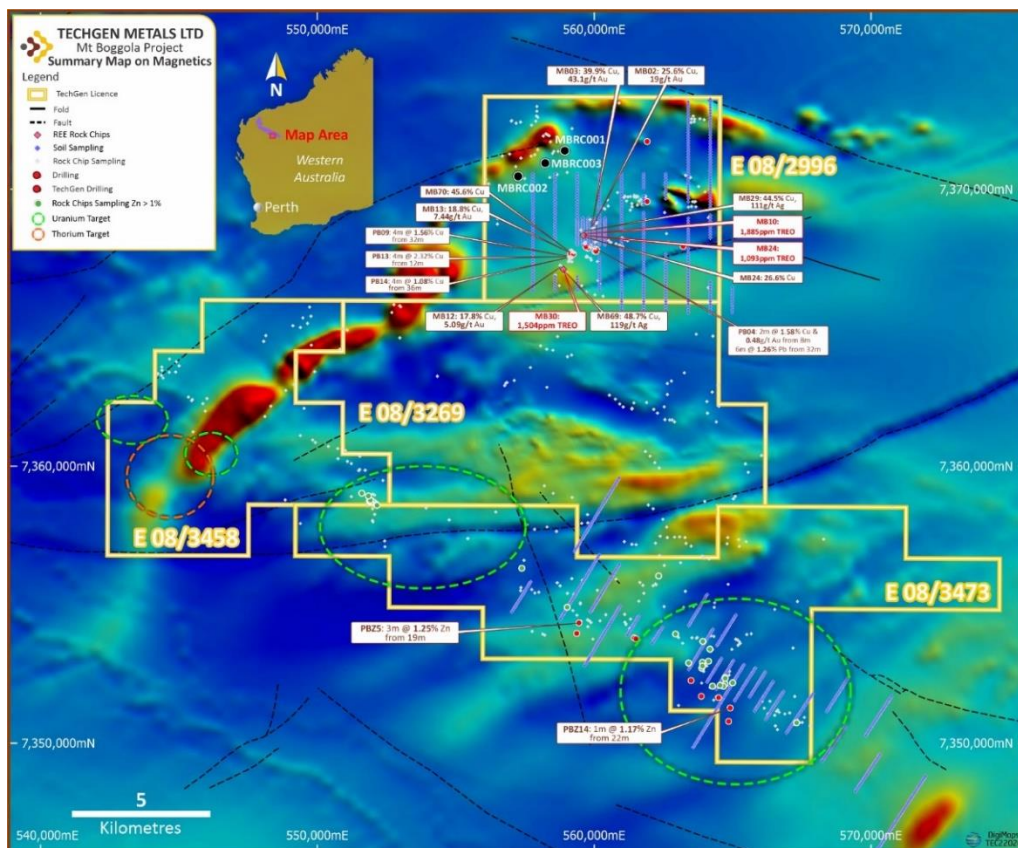 TECHGEN METALS LTD
Mt Boggola Project
Summary Map on Magnetics
Legend
TechGen Licence
Fold
Fault
REE Rock Chips
Soil Sampling
Rock Chip Sampling
Drilling
TechGen Drilling
Rock Chips Sampling Zn > 1%
Uranium Target
Thorium Target
550,000mE
560,000mE
570,000mE
N
Map Area
Western
Australia
Perth
MB03: 39.9% Cu,
43.1g/t Au
MB02: 25.6% Cu,
19g/t Au
MBRC001
MBRC003
MBRC002
E 08/2996
7,370,000mN
7,370,000mN
MB70: 45.6% Cu
MB13: 18.8% Cu,
7.44g/t Au
PB09: 4m @ 1.56% Cu
from 32m
PB13: 4m @ 2.32% Cu
from 12m
PB14: 4m @ 1.08% Cu
from 36m
MB29: 44.5% Cu,
111g/t Ag
MB10:
1,885ppm TREO
MB24:
1,093ppm TREO
MB24: 26.6% Cu
MB12: 17.8% Cu,
5.09g/t Au
MB30:
1,504ppm TREO
MB69: 48.7% Cu,
119g/t Ag
PB04: 2m @ 1.58% Cu &
0.48g/t Au from 8m
6m @ 1.26% Pb from 32m
E 08/3269
7,360,000mN
7,360,000mN
E 08/3458
E 08/3473
PBZ5: 3m @ 1.25% Zn
from 19m
PBZ14: 1m @ 1.17% Zn
from 22m
7,350,000mN
7,350,000mN
5
Kilometres
540,000mE
550,000mE
560,000mE
570,000mE
DigiMaps